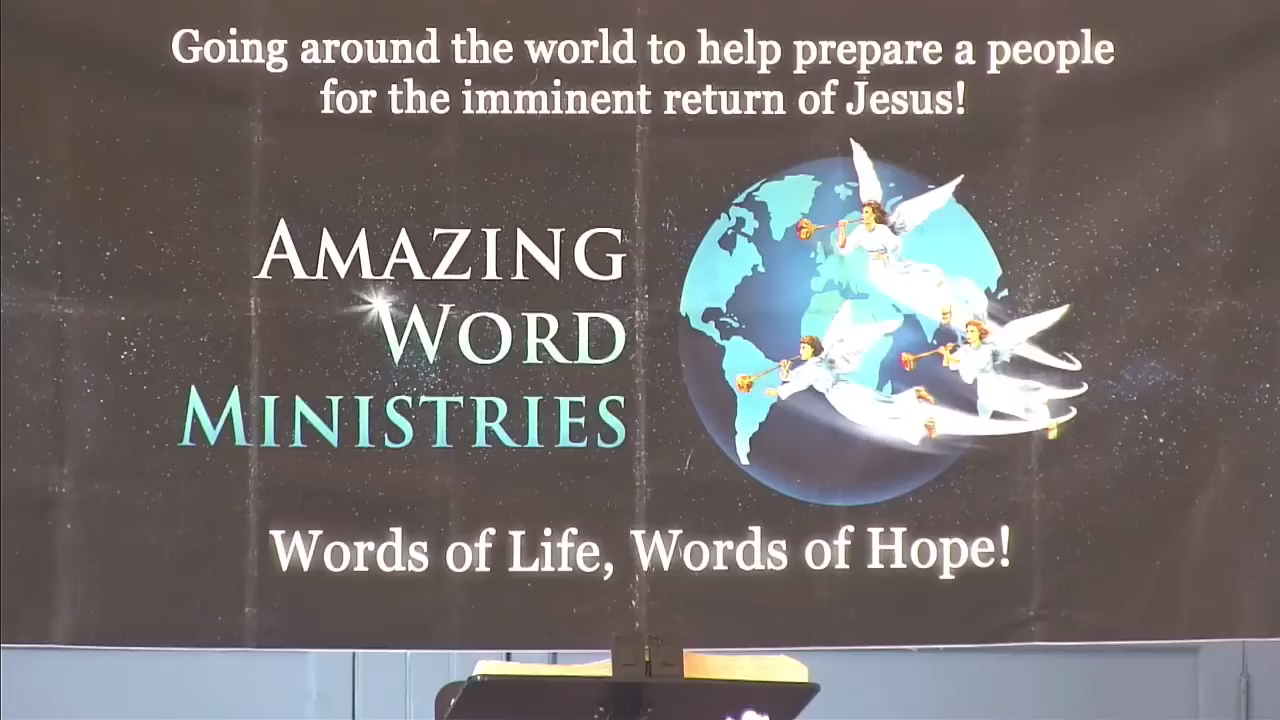 Going around the world to help prepare a people
for the imminent return of Jesus!
AMAZING
WORD
MINISTRIES
Words of Life, Words of Hope!